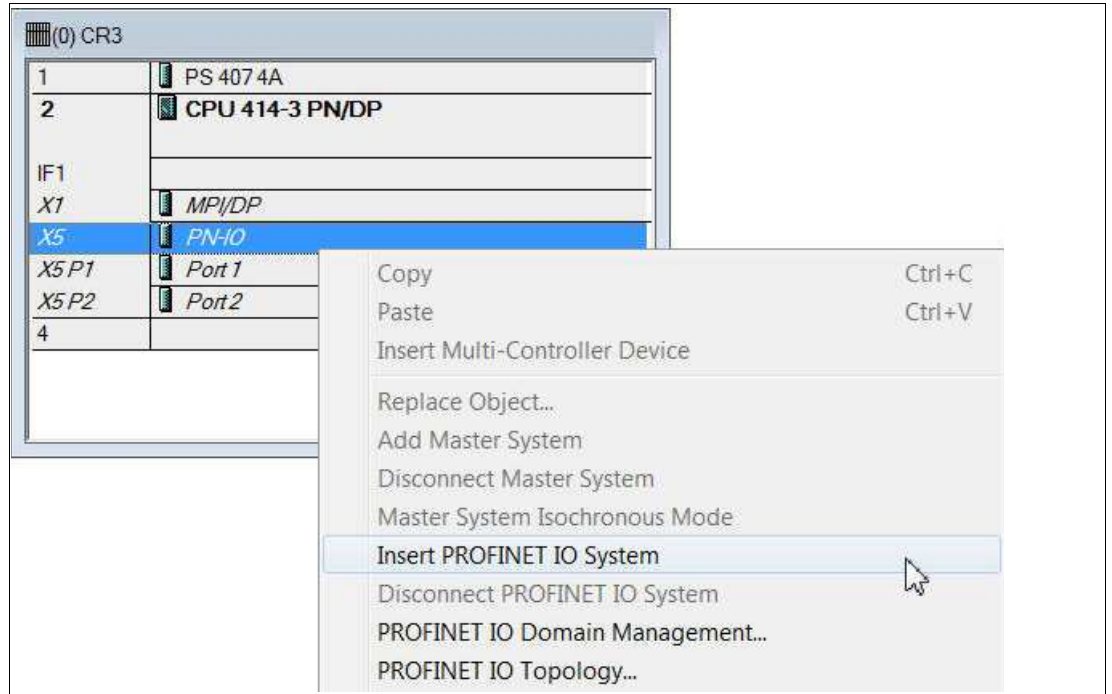 (0) CR3
1 PS 407 4A
2 CPU 414-3 PN/DP
IF1
X1 MPI/DP
X5 PN-IO
X5 P1 Port 1
X5 P2 Port 2
4
Copy Ctrl+C
Paste Ctrl+V
Insert Multi-Controller Device
Replace Object...
Add Master System
Disconnect Master System
Master System Isochronous Mode
Insert PROFINET IO System
Disconnect PROFINET IO System
PROFINET IO Domain Management...
PROFINET IO Topology...